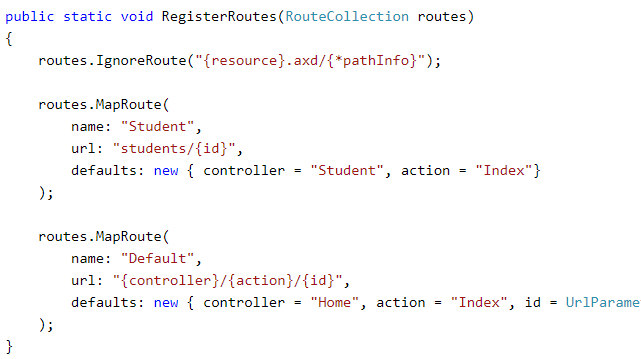 public static void RegisterRoutes(RouteCollection routes)
{
    routes.IgnoreRoute("{resource}.axd/{*pathInfo}");
    routes.MapRoute(
        name: "Student",
        url: "students/{id}",
        defaults: new { controller = "Student", action = "Index"}
    );
    routes.MapRoute(
        name: "Default",
        url: "{controller}/{action}/{id}",
        defaults: new { controller = "Home", action = "Index", id = UrlParame
    );
}